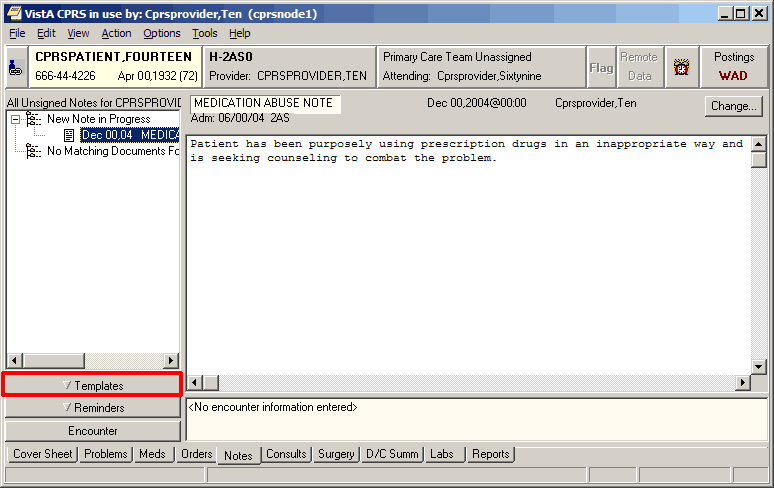 VistA CPRS in use by: Cprsprovider,Ten (cprsnode1)
File Edit View Action Options Tools Help
CPRSPATIENT,FOURTEEN
666-44-4226 Apr 00,1932 (72)
H-2AS0
Provider: CPRSPROVIDER,TEN
Primary Care Team Unassigned
Attending: Cprsprovider,Sixtynine
Flag
Remote
Data
Postings
WAD
All Unsigned Notes for CPRSPROVID
New Note in Progress
Dec 00,04 MEDICA
No Matching Documents Fo
MEDICATION ABUSE NOTE Dec 00,2004@00:00 Cprsprovider,Ten
Adm: 06/00/04 2AS
Change...
Patient has been purposely using prescription drugs in an inappropriate way and
is seeking counseling to combat the problem.
Templates
Reminders
Encounter
<No encounter information entered>
Cover Sheet Problems Meds Orders Notes Consults Surgery D/C Summ Labs Reports